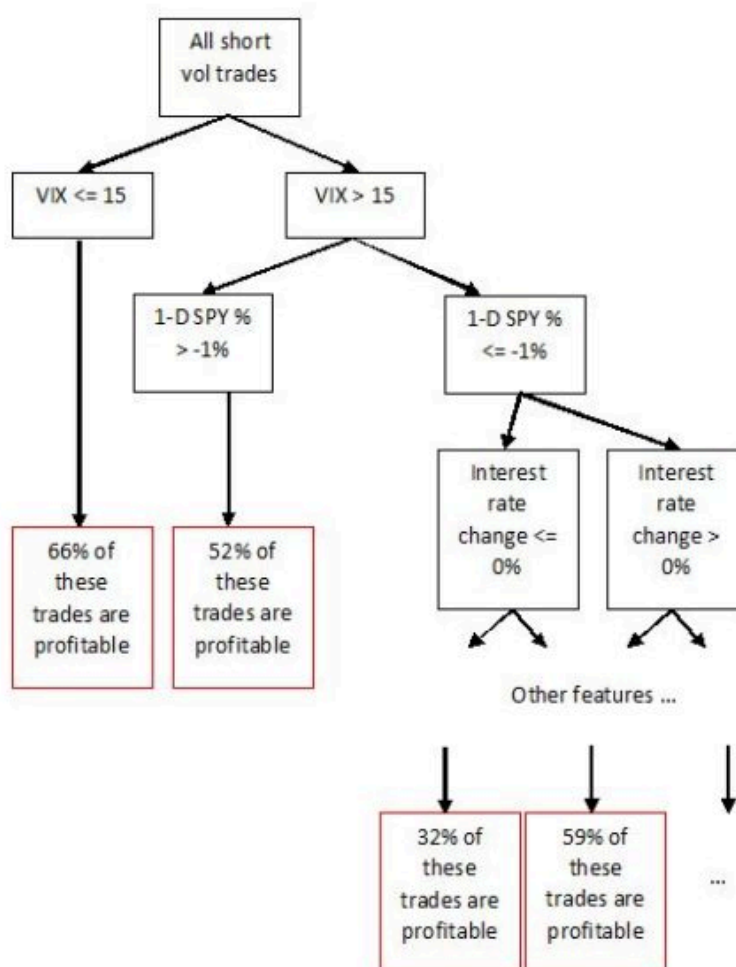 All short
vol trades
VIX <= 15
VIX > 15
1-D SPY %
> -1%
1-D SPY %
<= -1%
Interest
rate
change <=
0%
Interest
rate
change >
0%
66% of
these
trades are
profitable
52% of
these
trades are
profitable
Other features ...
32% of
these
trades are
profitable
59% of
these
trades are
profitable
...